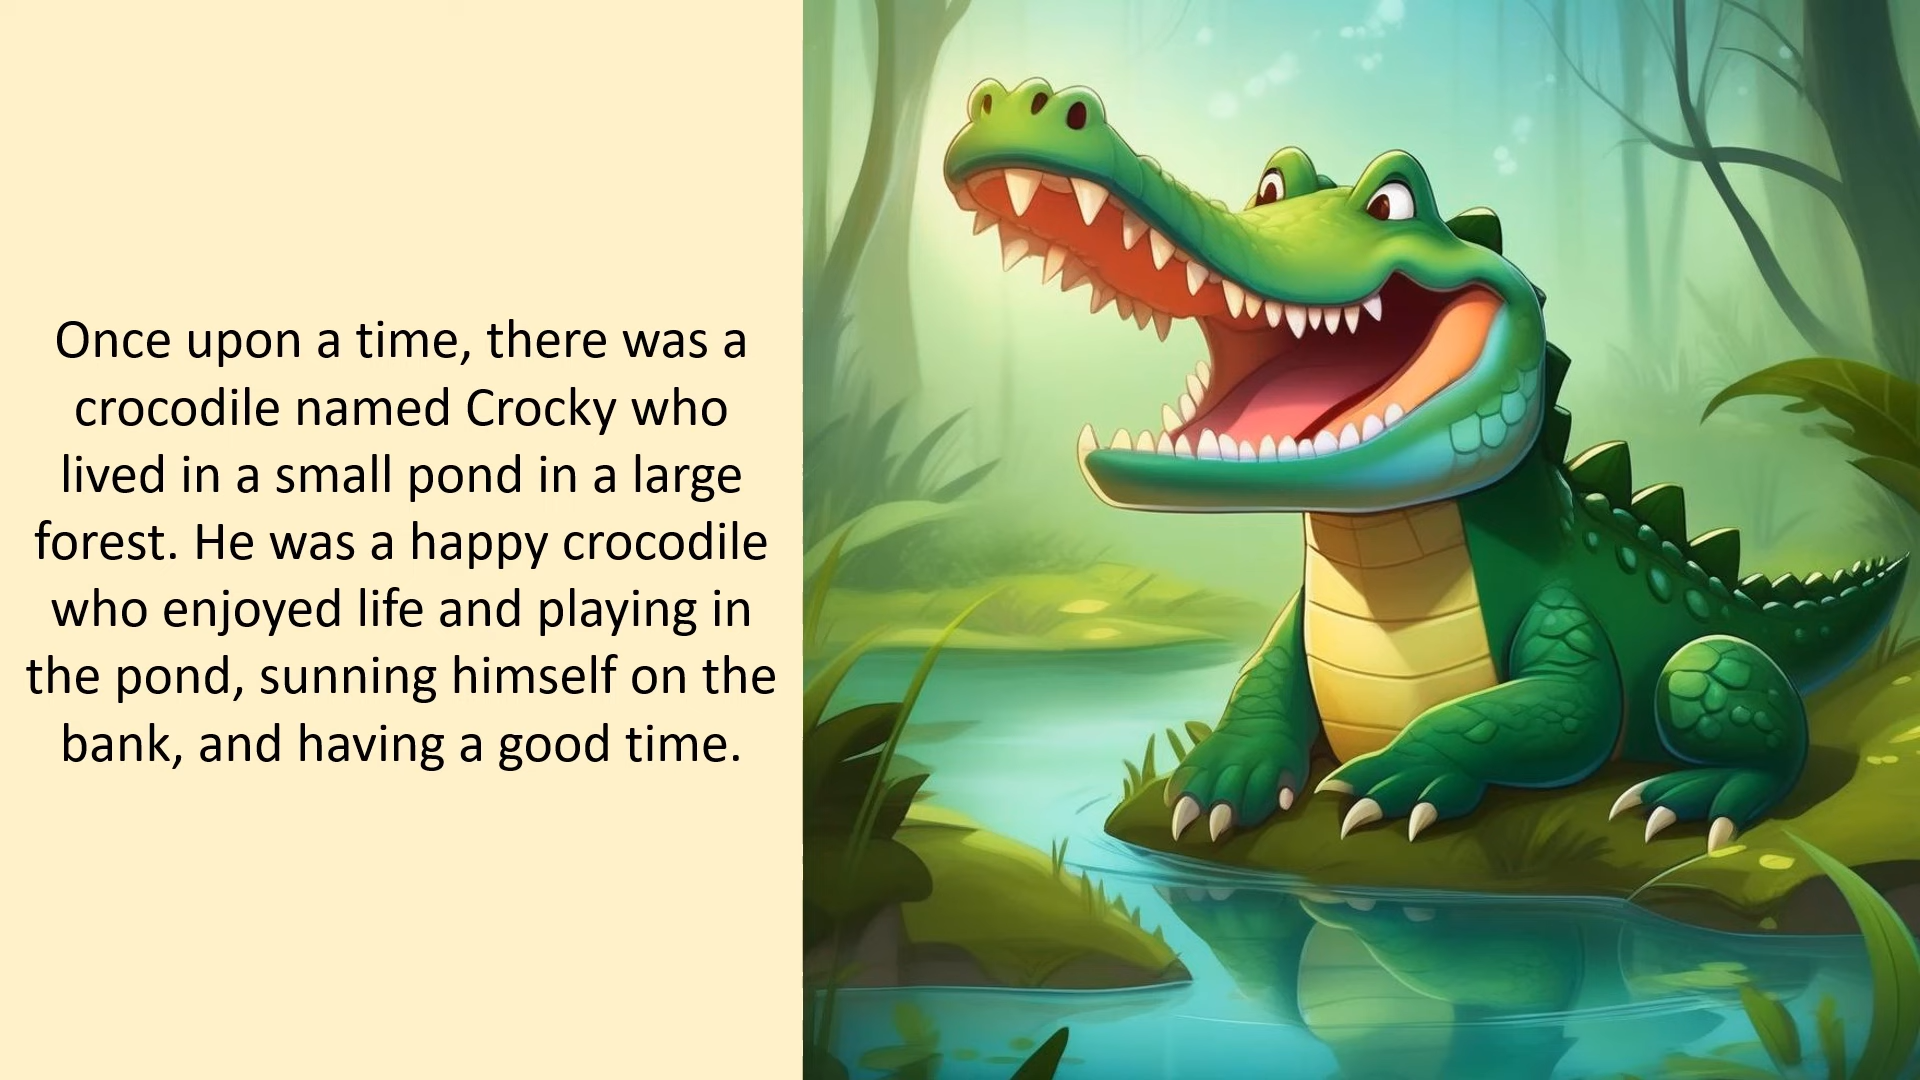 Once upon a time, there was a
crocodile named Crocky who
lived in a small pond in a large
forest. He was a happy crocodile
who enjoyed life and playing in
the pond, sunning himself on the
bank, and having a good time.